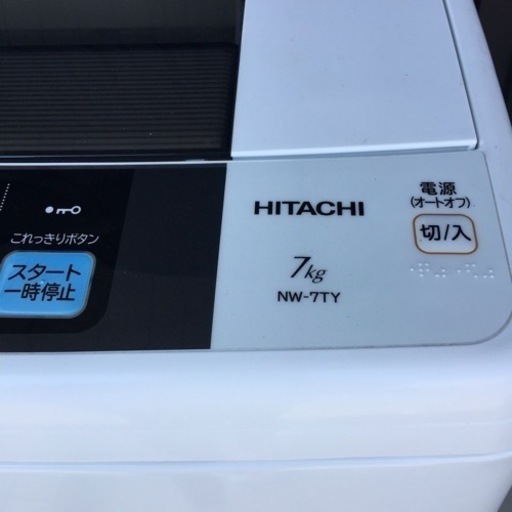 これっきりボタン
スタート
一時停止
HITACHI
7kg
NW-7TY
電源
(オートオフ)
切/入